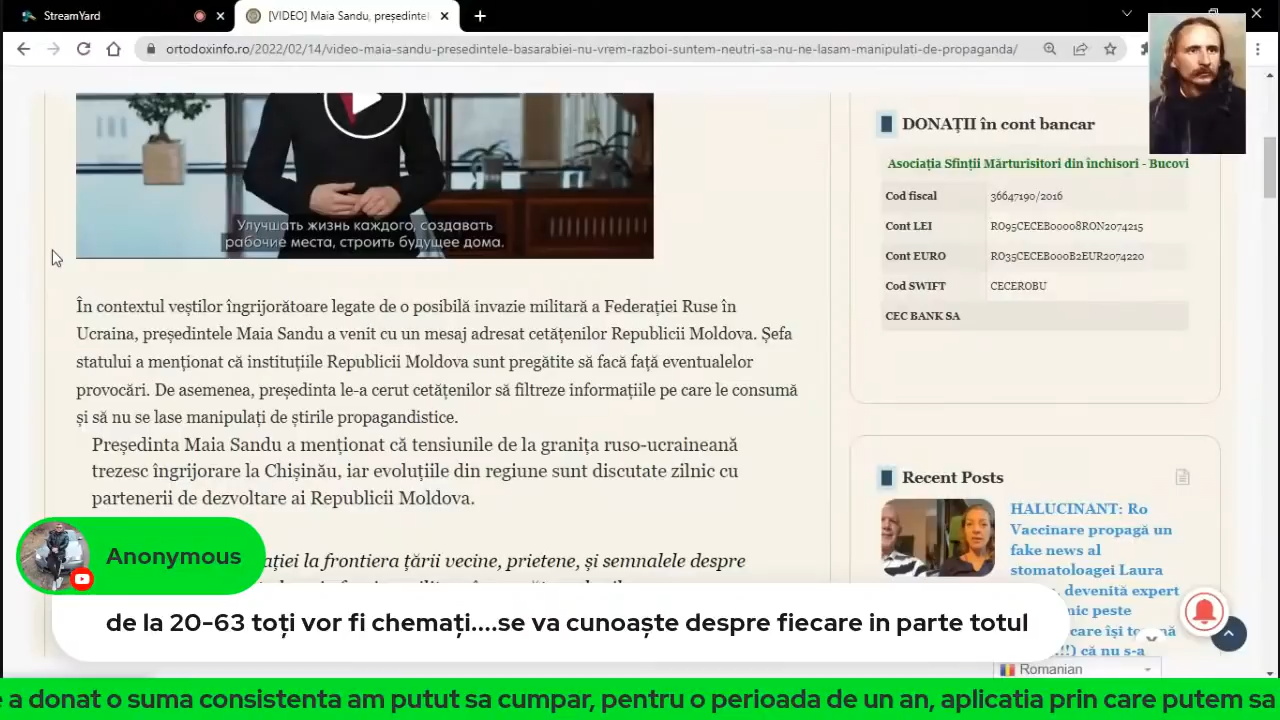 StreamYard
[VIDEO] Maia Sandu, președintel
ortodoxinfo.ro/2022/02/14/video-maia-sandu-presedintele-basarabiei-nu-vrem-razboi-suntem-neutri-sa-nu-ne-lasam-manipulati-de-propaganda/
Улучшать жизнь каждого, создавать
рабочие места, строить будущее дома.
În contextul veștilor îngrijorătoare legate de o posibilă invazie militară a Federației Ruse în
Ucraina, președintele Maia Sandu a venit cu un mesaj adresat cetățenilor Republicii Moldova. Șefa
statului a menționat că instituțiile Republicii Moldova sunt pregătite să facă față eventualelor
provocări. De asemenea, președinta le-a cerut cetățenilor să filtreze informațiile pe care le consumă
și să nu se lase manipulați de știrile propagandistice.
Președinta Maia Sandu a menționat că tensiunile de la granița ruso-ucraineană
trezesc îngrijorare la Chișinău, iar evoluțiile din regiune sunt discutate zilnic cu
partenerii de dezvoltare ai Republicii Moldova.
ației la frontiera țării vecine, prietene, și semnalele despre
DONAȚII în cont bancar
Asociația Sfinții Mărturisitori din închisori - Bucovi
Cod fiscal 36647190/2016
Cont LEI RO95CECEB00008RON2074215
Cont EURO RO35CECEB000B2EUR2074220
Cod SWIFT CECEROBU
CEC BANK SA
Recent Posts
HALUCINANT: Ro
Vaccinare propagă un
fake news al
stomatoloagei Laura
, devenită expert
nic peste
care își
că nu s-a
Romanian
Anonymous
de la 20-63 toți vor fi chemați....se va cunoaște despre fiecare in parte totul
e a donat o suma consistenta am putut sa cumpar, pentru o perioada de un an, aplicatia prin care putem sa